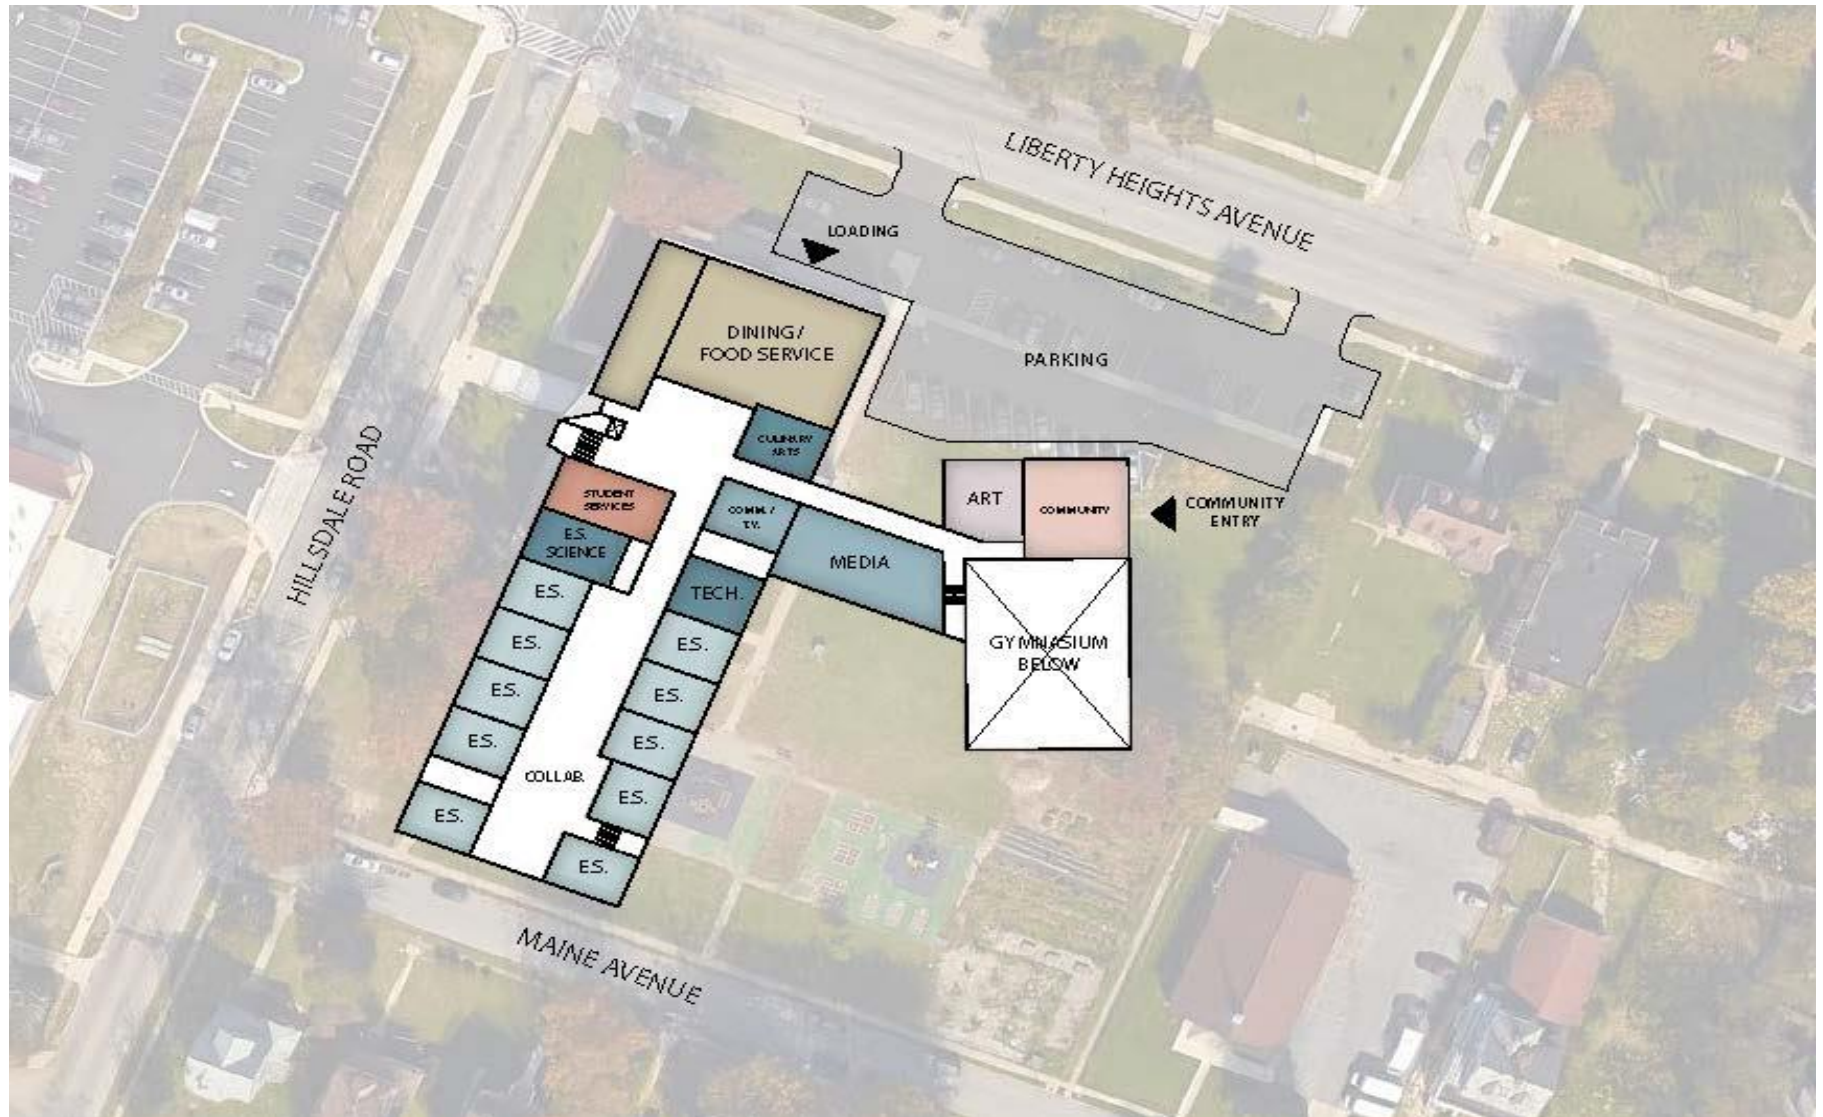 LIBERTY HEIGHTS AVENUE
LOADING
DINING /
FOOD SERVICE
PARKING
CULINARY
ARTS
HILLSDALE ROAD
STUDENT
SERVICES
COMM. /
T.V.
ART
COMMUNITY
COMMUNITY
ENTRY
E.S.
SCIENCE
MEDIA
E.S.
TECH.
E.S.
E.S.
GYMNASIUM
BELOW
E.S.
E.S.
E.S.
E.S.
COLLAB.
E.S.
E.S.
E.S.
MAINE AVENUE